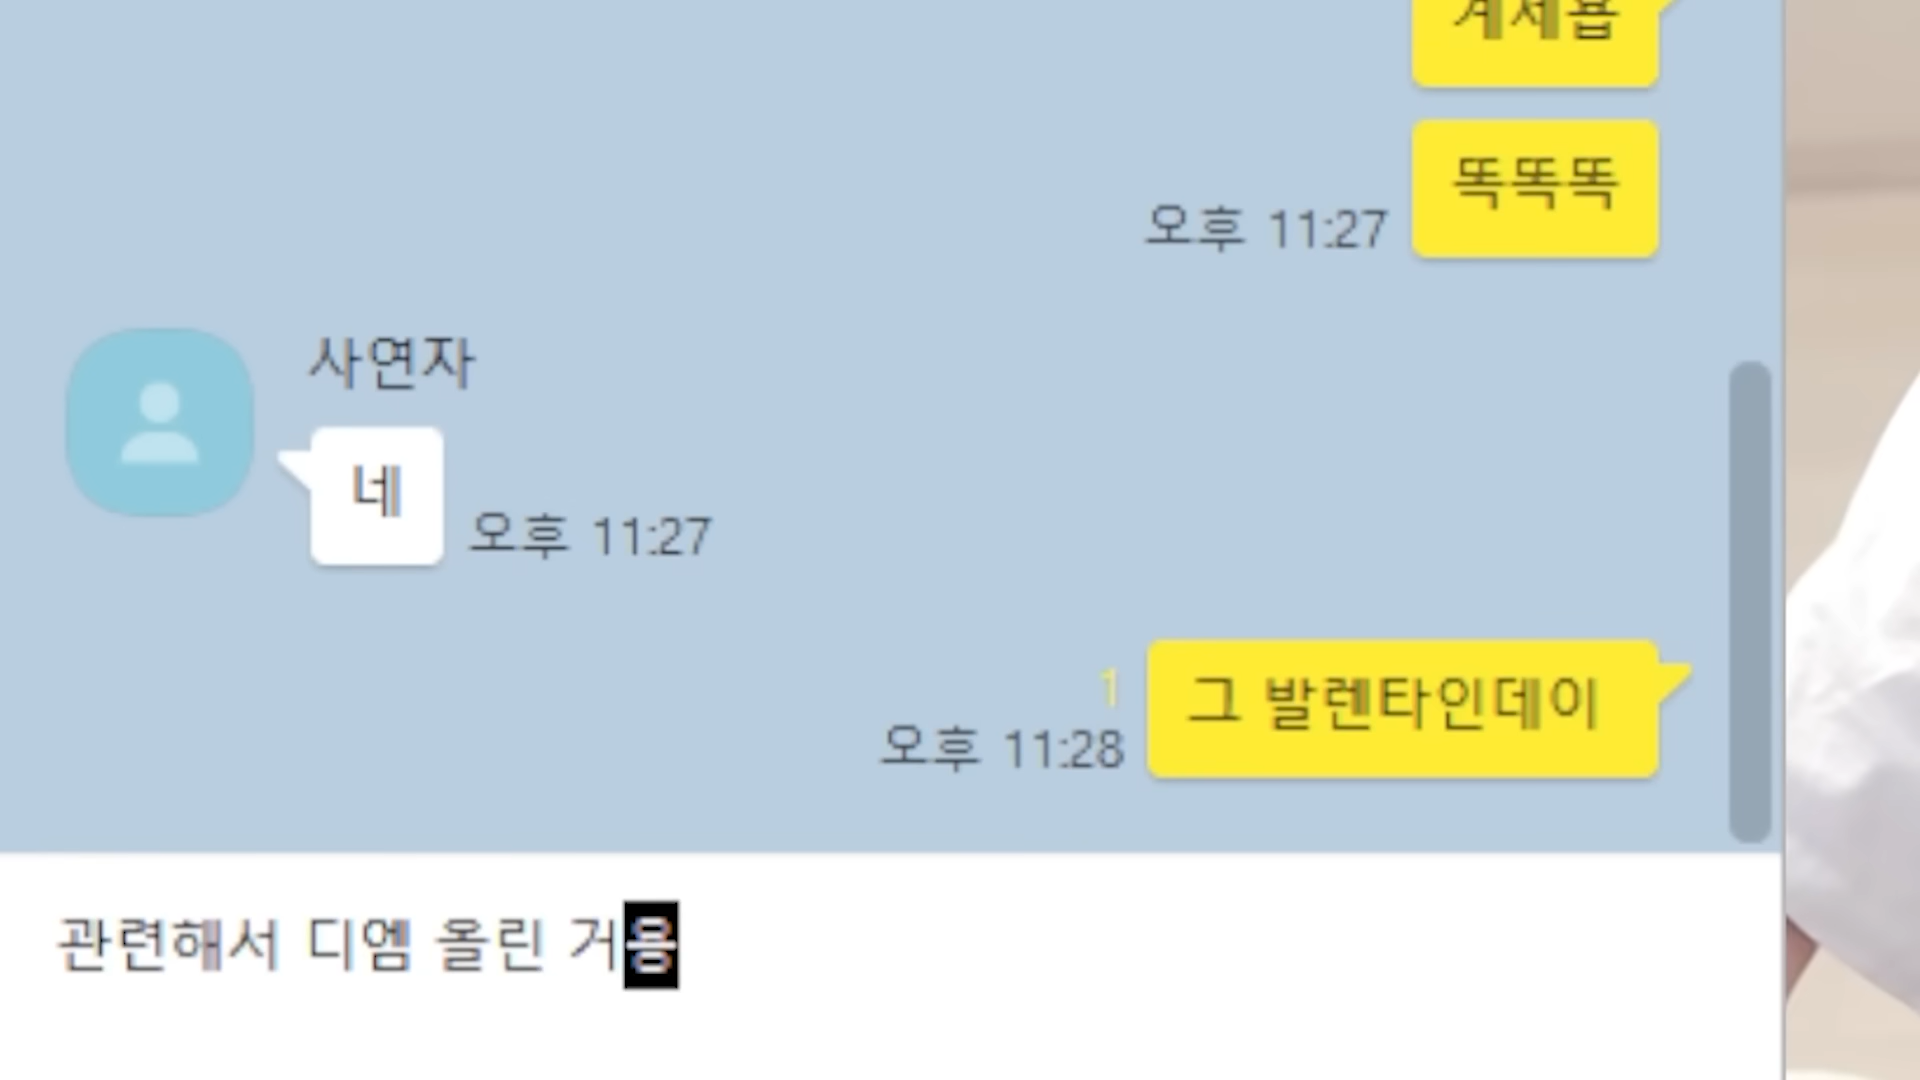 계세욥
똑똑똑
오후 11:27
사연자
네
오후 11:27
1
그 발렌타인데이
오후 11:28
관련해서 디엠 올린 거용